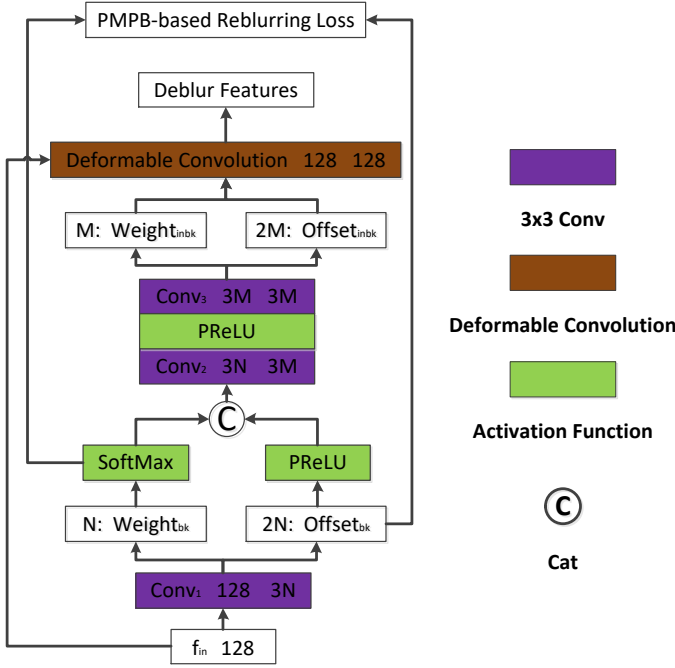 PMPB-based Reblurring Loss
Deblur Features
Deformable Convolution 128 128
M: Weightinbk
2M: Offsetinbk
Conv3 3M 3M
PReLU
Conv2 3N 3M
C
SoftMax
PReLU
N: Weightbk
2N: Offsetbk
Conv1 128 3N
fin 128
3x3 Conv
Deformable Convolution
Activation Function
C
Cat